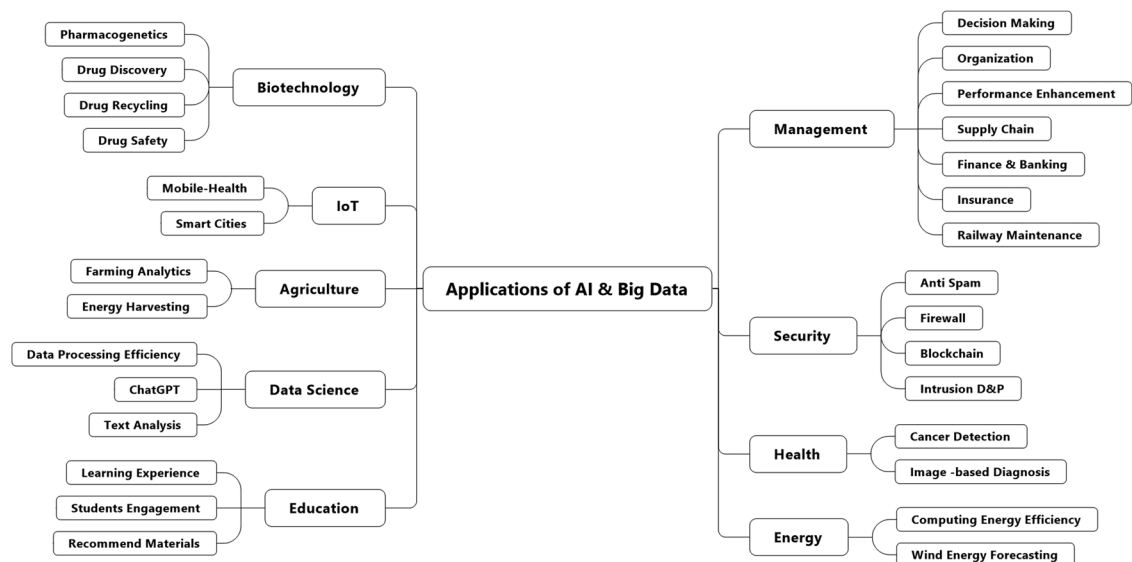 Applications of AI & Big Data
Biotechnology
Pharmacogenetics
Drug Discovery
Drug Recycling
Drug Safety
IoT
Mobile-Health
Smart Cities
Agriculture
Farming Analytics
Energy Harvesting
Data Science
Data Processing Efficiency
ChatGPT
Text Analysis
Education
Learning Experience
Students Engagement
Recommend Materials
Management
Decision Making
Organization
Performance Enhancement
Supply Chain
Finance & Banking
Insurance
Railway Maintenance
Security
Anti Spam
Firewall
Blockchain
Intrusion D&P
Health
Cancer Detection
Image -based Diagnosis
Energy
Computing Energy Efficiency
Wind Energy Forecasting